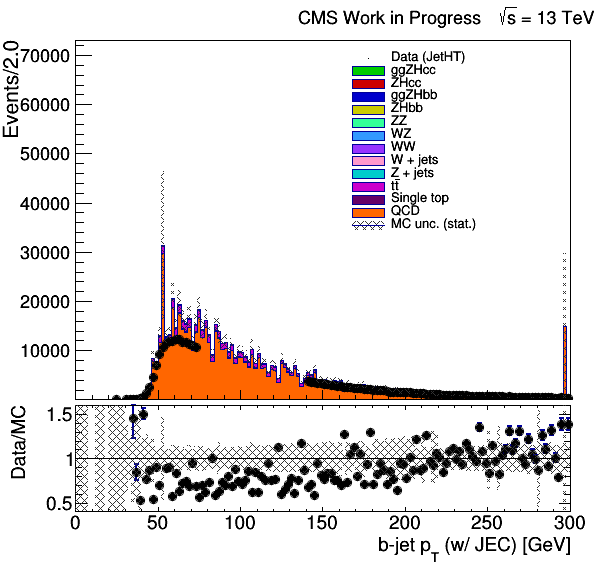 CMS Work in Progress √s = 13 TeV
Events/2.0
70000
60000
50000
40000
30000
20000
10000
Data (JetHT)
ggZHcc
ZHcc
ggZHbb
ZHbb
ZZ
WZ
WW
W + jets
Z + jets
tt̄
Single top
QCD
MC unc. (stat.)
Data/MC
1.5
1
0.5
0 50 100 150 200 250 300
b-jet p_T (w/ JEC) [GeV]